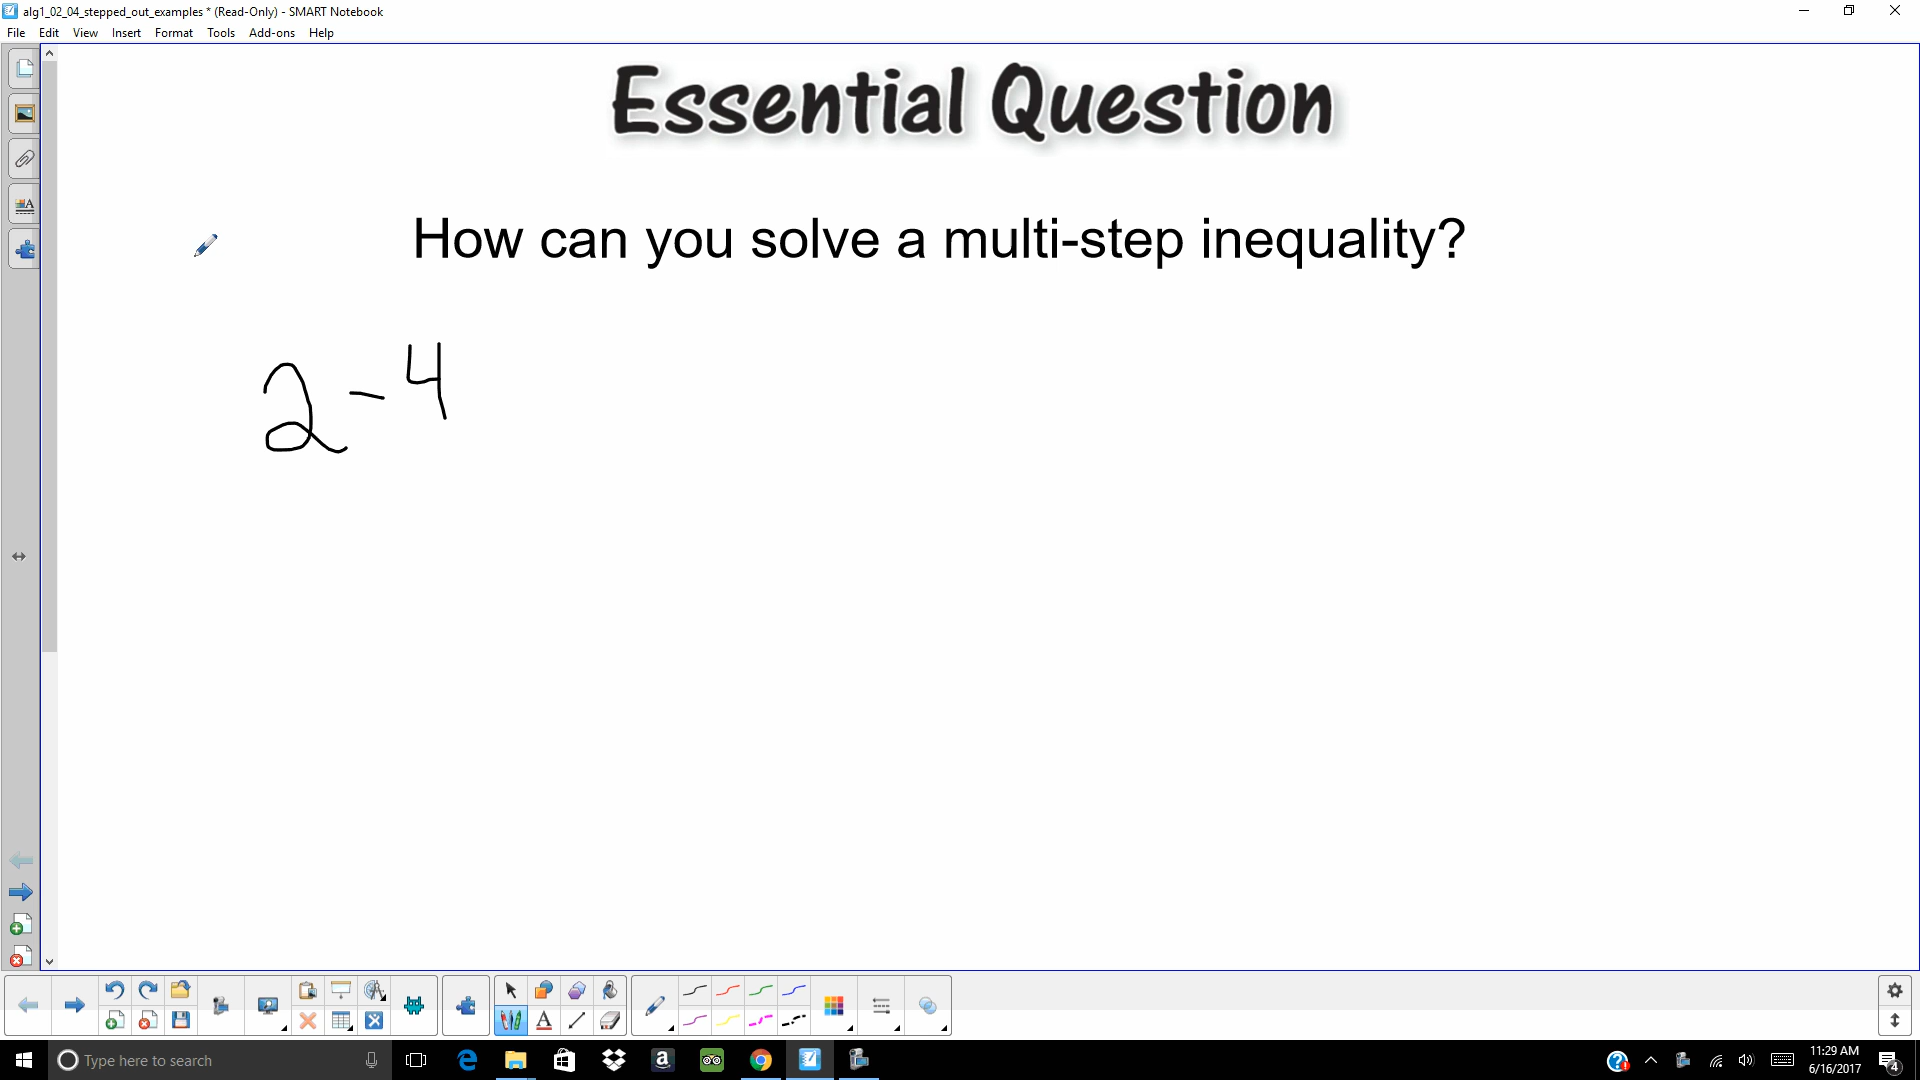 alg1_02_04_stepped_out_examples * (Read-Only) - SMART Notebook
File Edit View Insert Format Tools Add-ons Help
Essential Question
How can you solve a multi-step inequality?
2-4
Type here to search
11:29 AM
6/16/2017
4